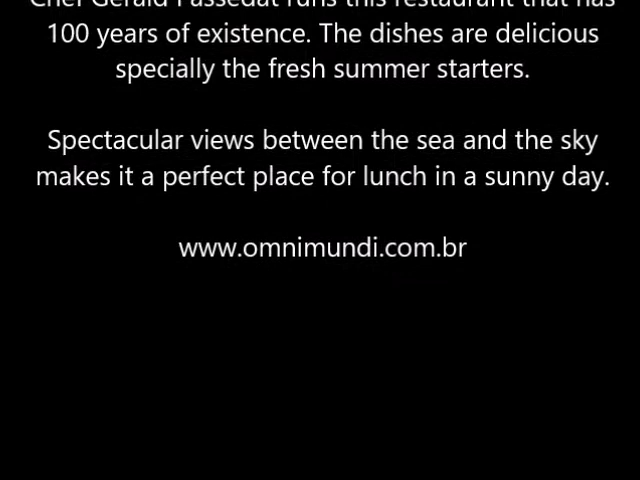 Chef Gerald Passedat runs this restaurant that has
100 years of existence. The dishes are delicious
specially the fresh summer starters.
Spectacular views between the sea and the sky
makes it a perfect place for lunch in a sunny day.
www.omnimundi.com.br